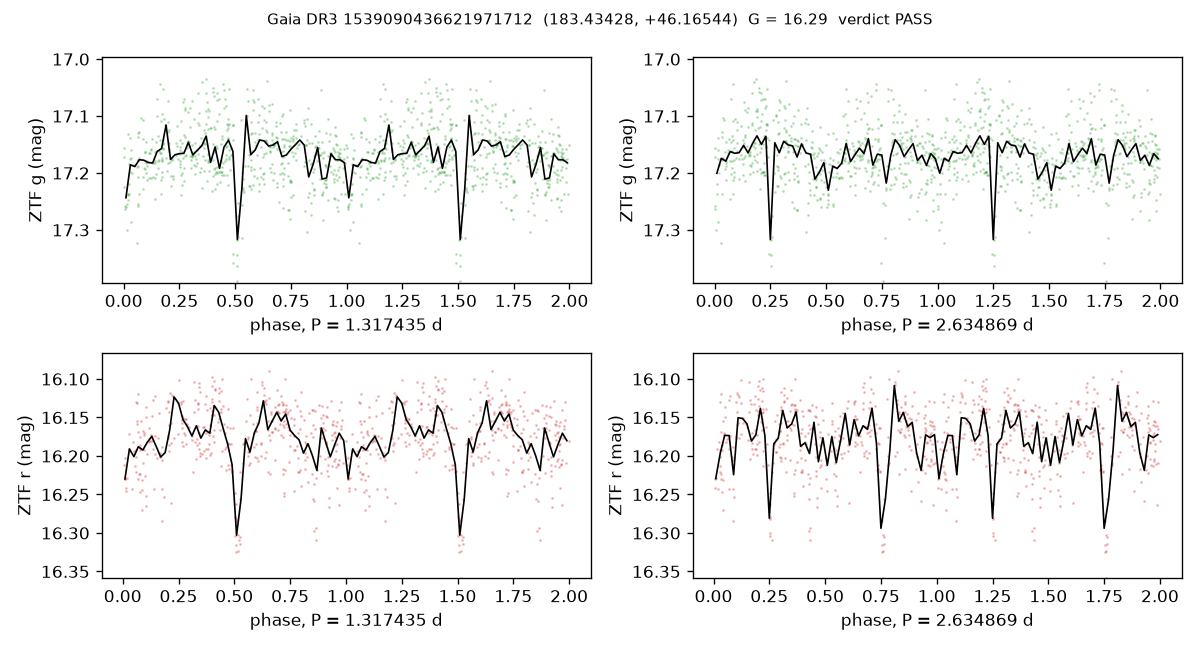 Gaia DR3 1539090436621971712  (183.43428, +46.16544)  G = 16.29  verdict PASS
ZTF g (mag)
17.0
17.1
17.2
17.3
0.00 0.25 0.50 0.75 1.00 1.25 1.50 1.75 2.00
phase, P = 1.317435 d
ZTF g (mag)
17.0
17.1
17.2
17.3
0.00 0.25 0.50 0.75 1.00 1.25 1.50 1.75 2.00
phase, P = 2.634869 d
ZTF r (mag)
16.10
16.15
16.20
16.25
16.30
16.35
0.00 0.25 0.50 0.75 1.00 1.25 1.50 1.75 2.00
phase, P = 1.317435 d
ZTF r (mag)
16.10
16.15
16.20
16.25
16.30
16.35
0.00 0.25 0.50 0.75 1.00 1.25 1.50 1.75 2.00
phase, P = 2.634869 d